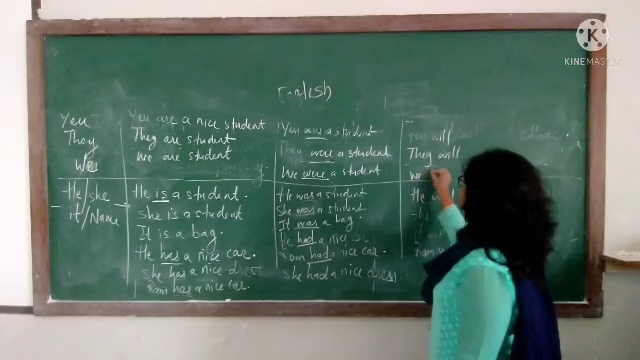 English
You
They
We
You are a nice student
They are student
We are student
You were a student
They were a student
We were a student
You will
They will
we
He/she
it/Name
He is a student.
She is a student
It is a bag.
He has a nice car.
She has a nice dress
Ram has a nice car.
He was a student
She was a student
It was a bag.
He had a nice car
Ram had a nice car.
She had a nice dress.
He
K
KINEMASTER